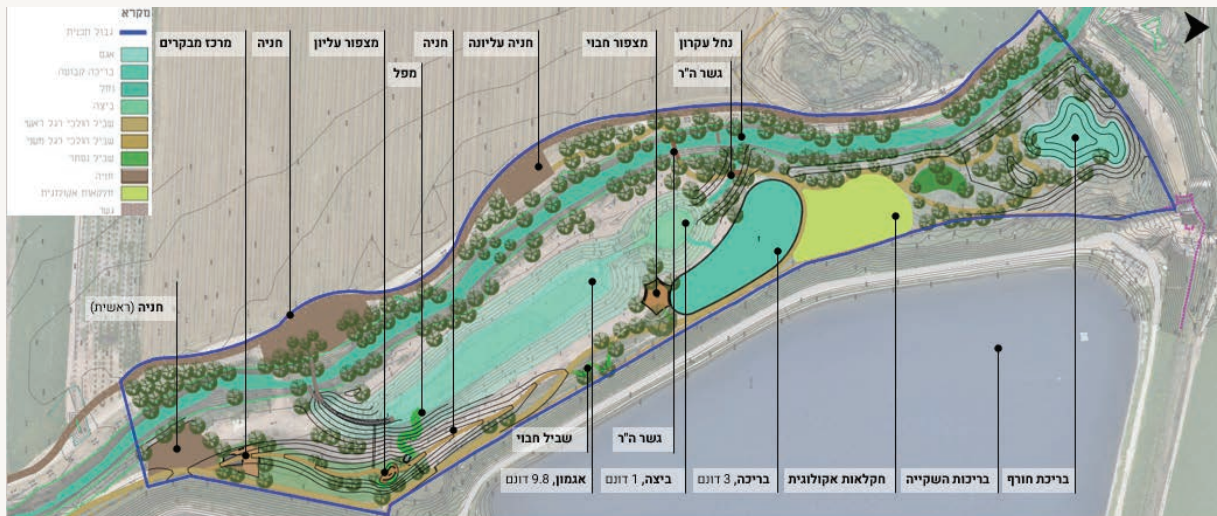 מקרא
גבול תכנית
אגם
בריכה קבועה
נחל
ביצה
שביל הולכי רגל ראשי
שביל הולכי רגל משני
שביל נסתר
חניה
חלקאות אקולוגית
גשר
מרכז מבקרים
חניה
מצפור עליון
חניה
חניה עליונה
מצפור חבוי
נחל עקרון
מפל
גשר ה"ר
חניה (ראשית)
שביל חבוי
גשר ה"ר
אגמון, 9.8 דונם
ביצה, 1 דונם
בריכה, 3 דונם
חקלאות אקולוגית
בריכות השקייה
בריכת חורף